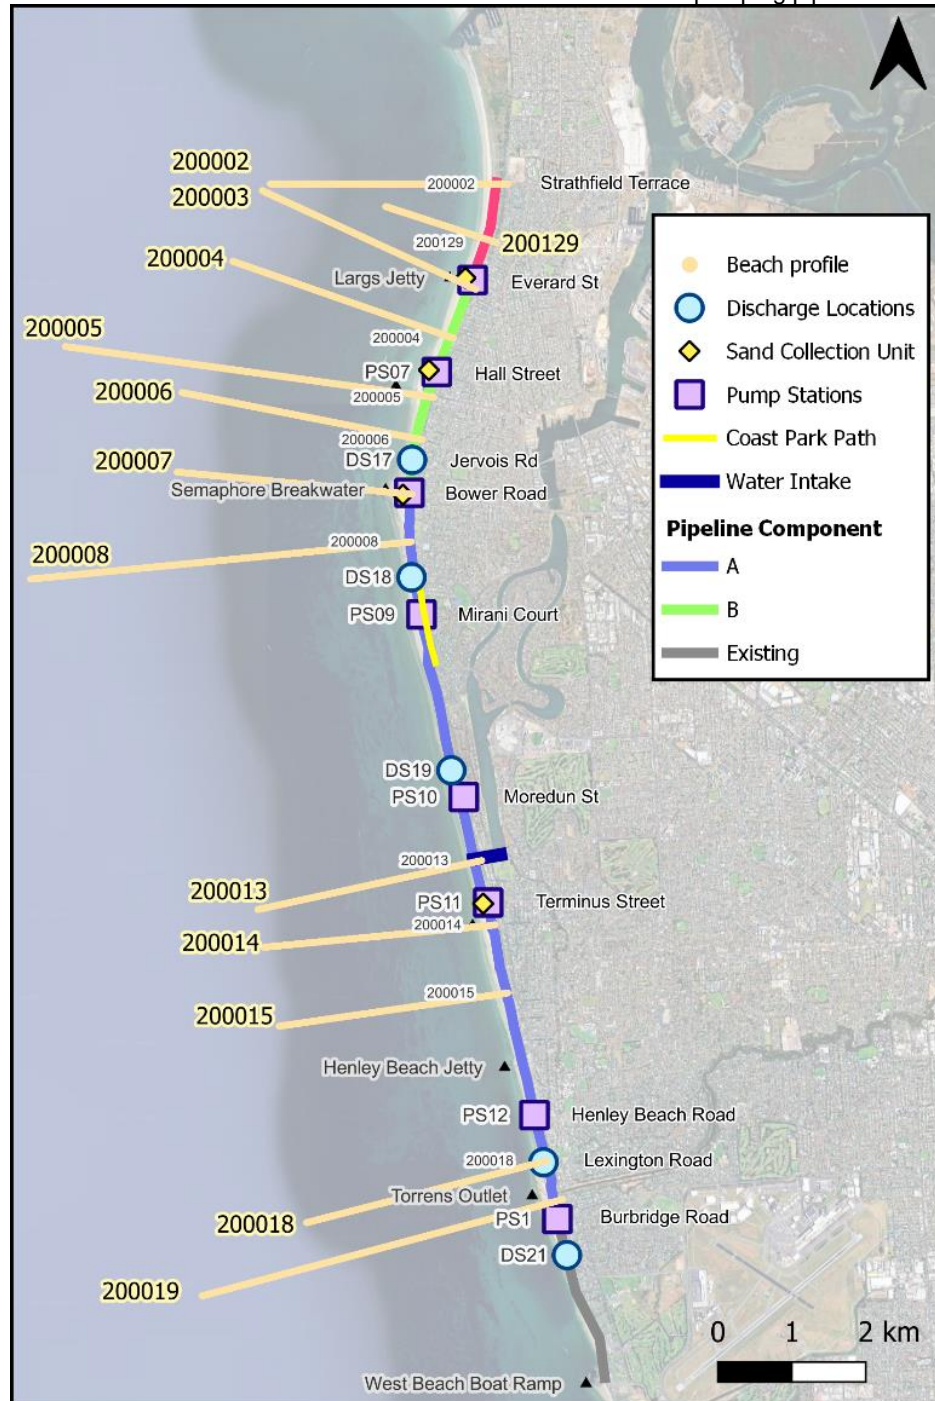 200002
200002
Strathfield Terrace
200003
200129
200129
200004
Largs Jetty
Everard St
200004
200005
PS07
Hall Street
200005
200006
200006
DS17
Jervois Rd
200007
Semaphore Breakwater
Bower Road
200008
200008
DS18
PS09
Mirani Court
DS19
PS10
Moredun St
200013
200013
PS11
Terminus Street
200014
200014
200015
200015
Henley Beach Jetty
PS12
Henley Beach Road
200018
Lexington Road
Torrens Outlet
200018
PS1
Burbridge Road
DS21
200019
West Beach Boat Ramp
Beach profile
Discharge Locations
Sand Collection Unit
Pump Stations
Coast Park Path
Water Intake
Pipeline Component
A
B
Existing
0 1 2 km